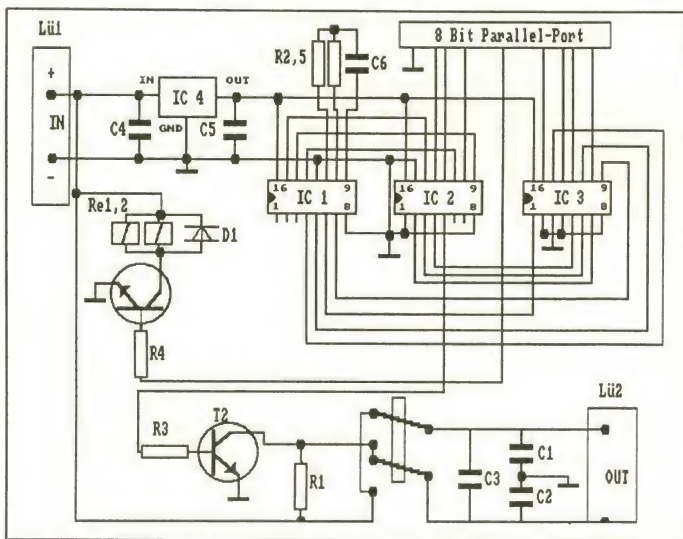 Lü1
8 Bit Parallel-Port
R2,5
C6
+
IN
OUT
IC 4
IN
C4
GND
C5
-
16
9
16
9
16
9
IC 1
IC 2
IC 3
1
8
1
8
1
8
Re1,2
D1
R4
T2
Lü2
R3
C1
R1
C3
OUT
C2